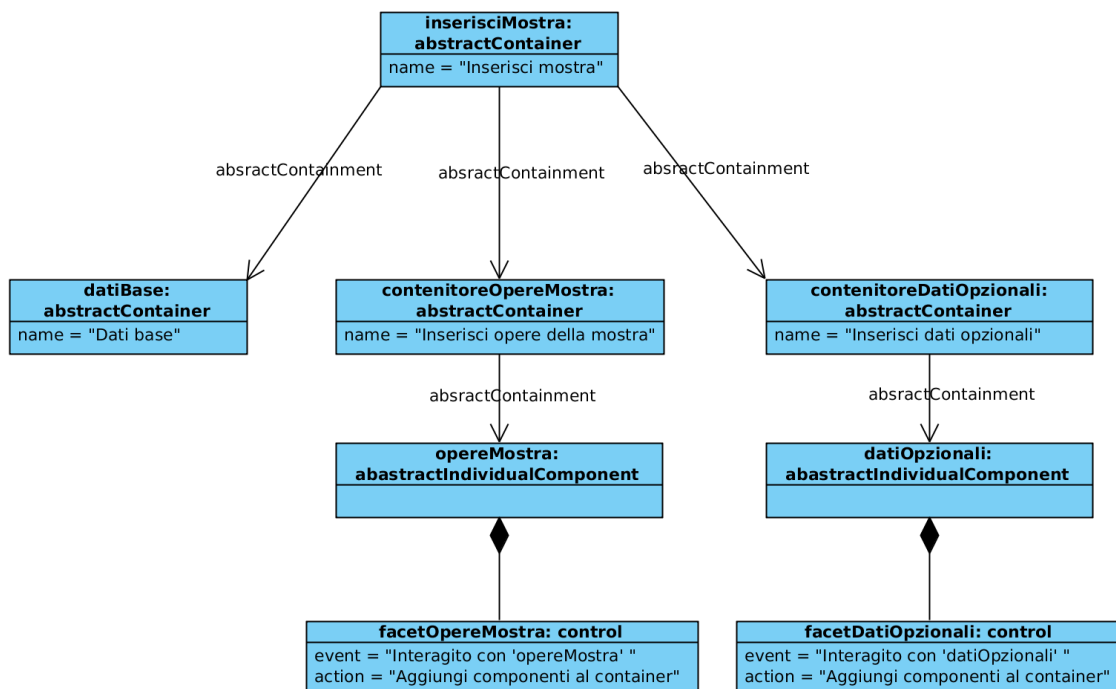 inserisciMostra:
abstractContainer
name = "Inserisci mostra"
absractContainment
absractContainment
absractContainment
datiBase:
abstractContainer
name = "Dati base"
contenitoreOpereMostra:
abstractContainer
name = "Inserisci opere della mostra"
contenitoreDatiOpzionali:
abstractContainer
name = "Inserisci dati opzionali"
absractContainment
absractContainment
opereMostra:
abastractIndividualComponent
datiOpzionali:
abastractIndividualComponent
facetOpereMostra: control
event = "Interagito con 'opereMostra' "
action = "Aggiungi componenti al container"
facetDatiOpzionali: control
event = "Interagito con 'datiOpzionali' "
action = "Aggiungi componenti al container"